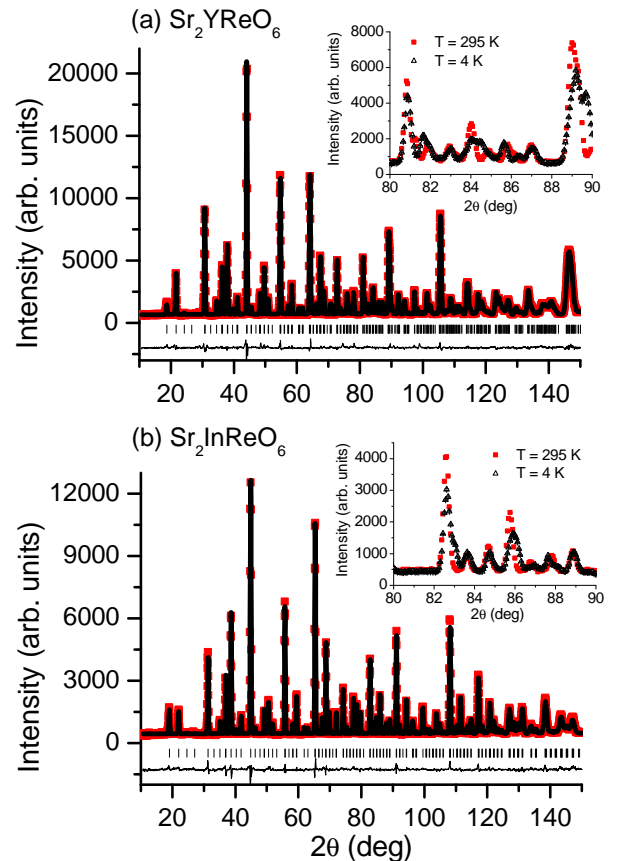 (a) Sr₂YReO₆
Intensity (arb. units)
20000
15000
10000
5000
0
20 40 60 80 100 120 140
Intensity (arb. units)
8000
6000
4000
2000
0
T = 295 K
T = 4 K
80 82 84 86 88 90
2θ (deg)
(b) Sr₂InReO₆
Intensity (arb. units)
12000
9000
6000
3000
0
20 40 60 80 100 120 140
2θ (deg)
Intensity (arb. units)
4000
3000
2000
1000
0
T = 295 K
T = 4 K
80 82 84 86 88 90
2θ (deg)